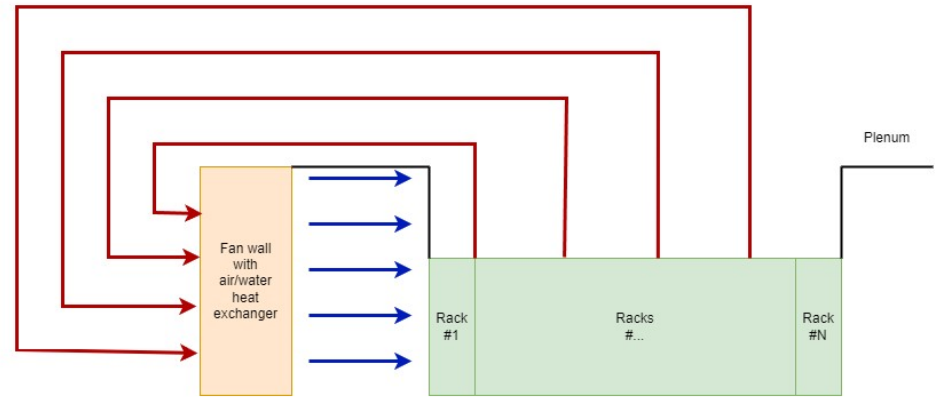 Plenum
Fan wall
with
air/water
heat
exchanger
Rack
#1
Racks
#...
Rack
#N